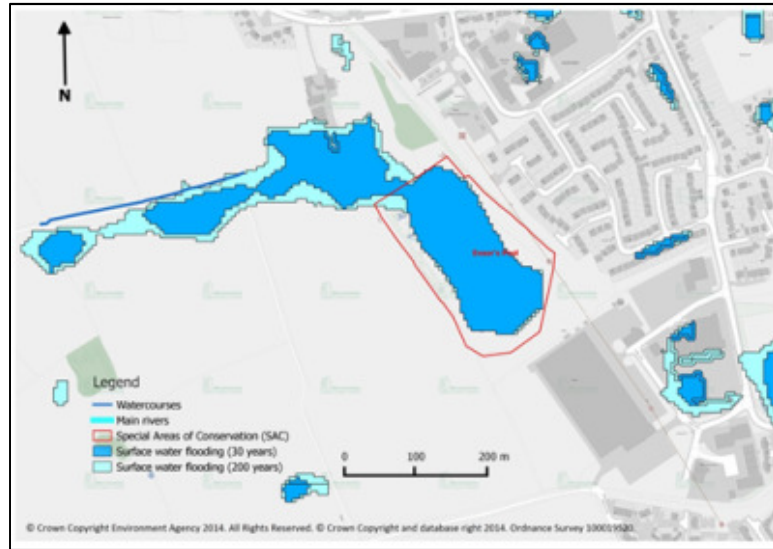 N
Legend
Watercourses
Main rivers
Special Areas of Conservation (SAC)
Surface water flooding (30 years)
Surface water flooding (200 years)
0 100 200 m
© Crown Copyright Environment Agency 2014. All Rights Reserved. © Crown Copyright and database right 2014. Ordnance Survey 100019520.